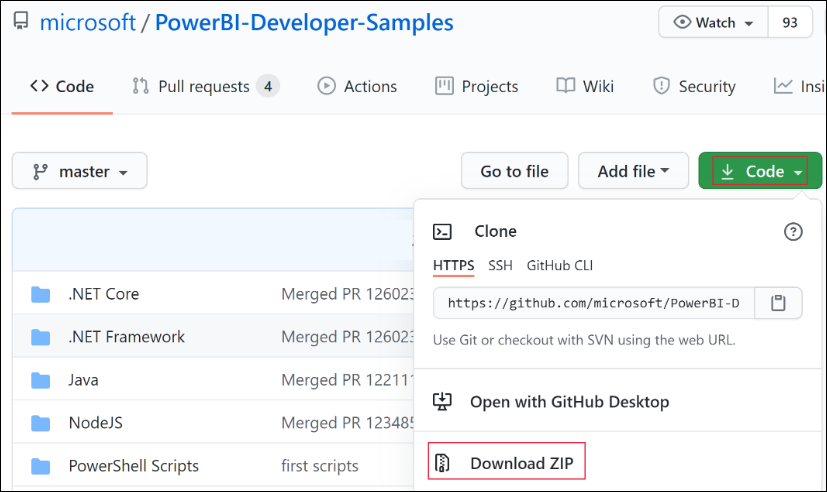 microsoft / PowerBI-Developer-Samples
Watch 93
<> Code Pull requests 4 Actions Projects Wiki Security
master Go to file Add file Code
Clone
HTTPS SSH GitHub CLI
https://github.com/microsoft/PowerBI-D
Use Git or checkout with SVN using the web URL.
Open with GitHub Desktop
Download ZIP
.NET Core Merged PR 126023
.NET Framework Merged PR 126023
Java Merged PR 12211
NodeJS Merged PR 123485
PowerShell Scripts first scripts